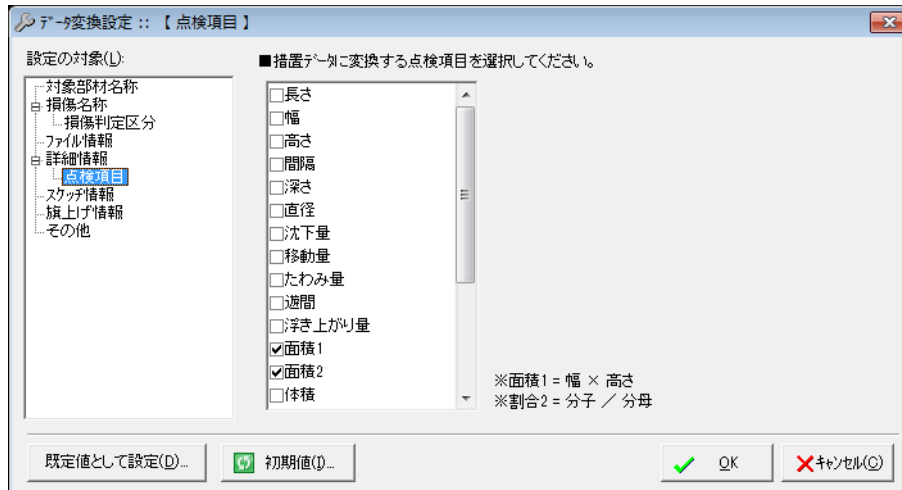 ﾃﾞｰﾀ変換設定 :: 【 点検項目 】
設定の対象(L):
対象部材名称
損傷名称
損傷判定区分
ﾌｧｲﾙ情報
詳細情報
点検項目
ｽｹｯﾁ情報
旗上げ情報
その他
■措置ﾃﾞｰﾀに変換する点検項目を選択してください。
長さ
幅
高さ
間隔
深さ
直径
沈下量
移動量
たわみ量
遊間
浮き上がり量
面積1
面積2
体積
※面積1 = 幅 × 高さ
※割合2 = 分子 ／ 分母
既定値として設定(D)...
初期値(I)...
OK
ｷｬﾝｾﾙ(C)